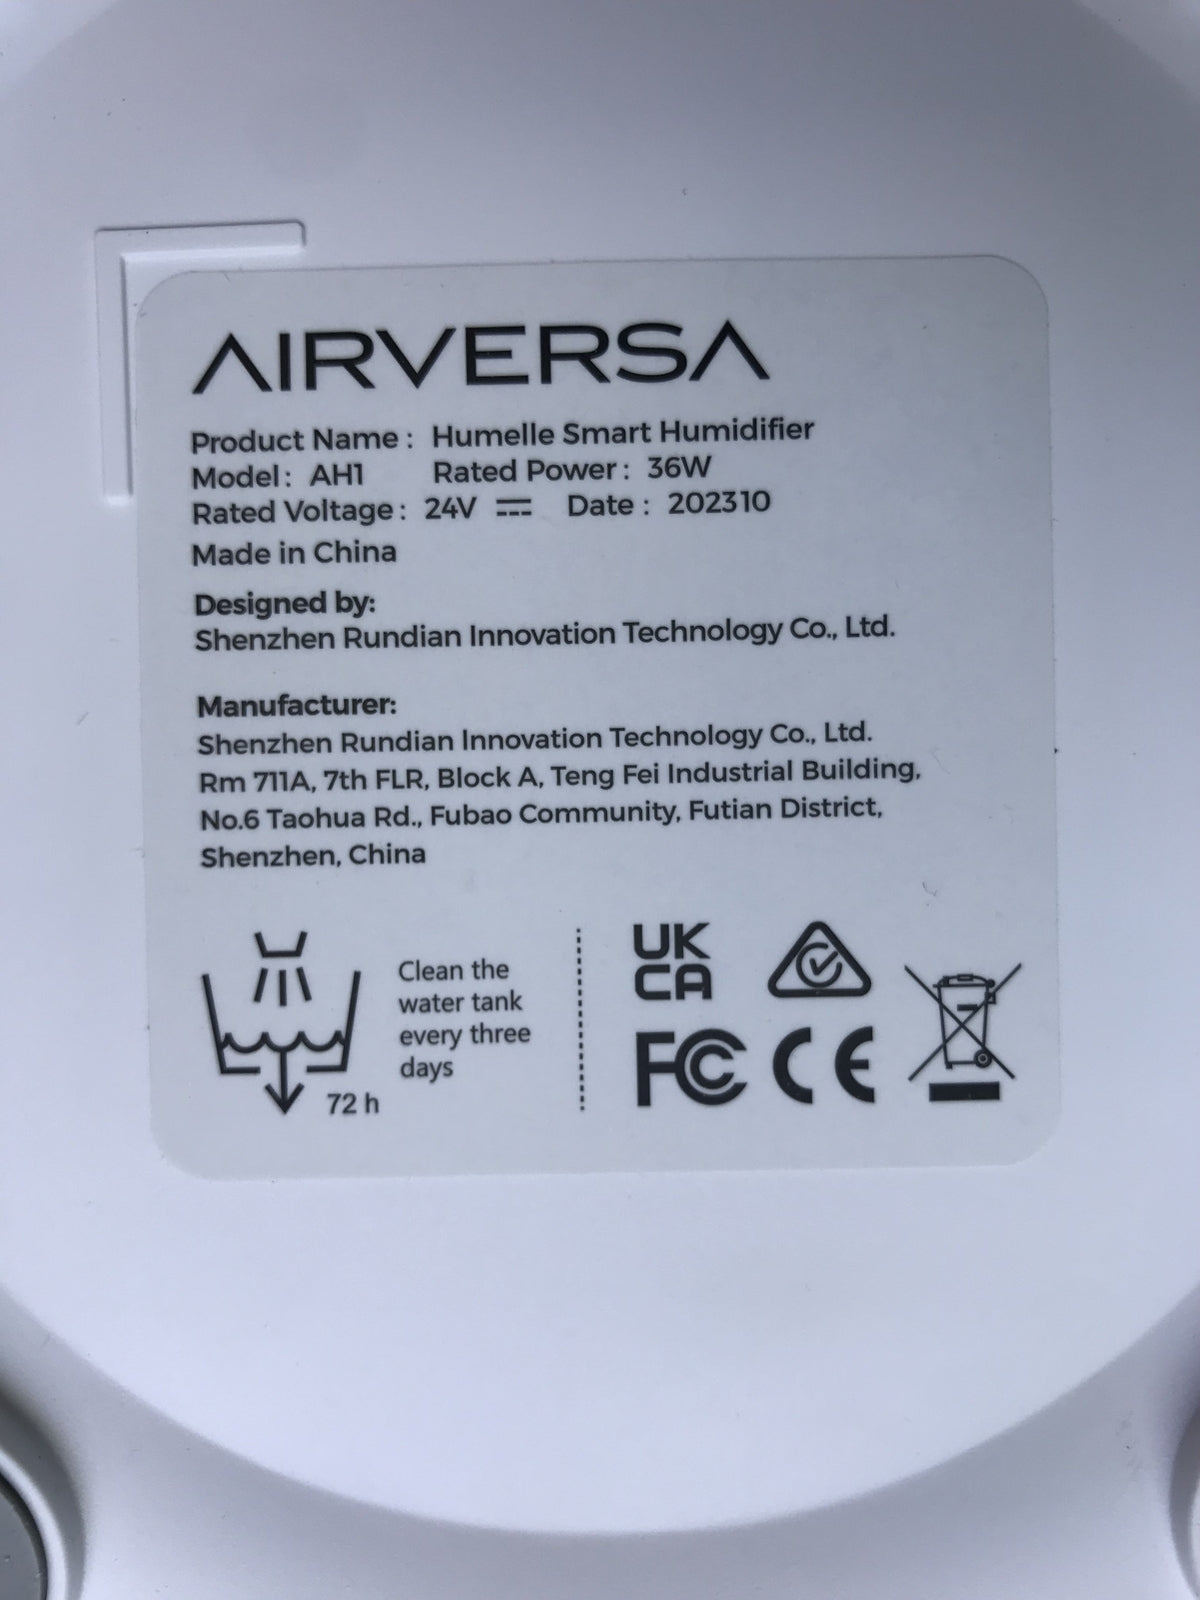 AIRVERSA
Product Name : Humelle Smart Humidifier
Model : AH1 Rated Power : 36W
Rated Voltage : 24V ⎓ Date : 202310
Made in China
Designed by:
Shenzhen Rundian Innovation Technology Co., Ltd.
Manufacturer:
Shenzhen Rundian Innovation Technology Co., Ltd.
Rm 711A, 7th FLR, Block A, Teng Fei Industrial Building,
No.6 Taohua Rd., Fubao Community, Futian District,
Shenzhen, China
Clean the
water tank
every three
days
72 h
UK
CA
FC CE